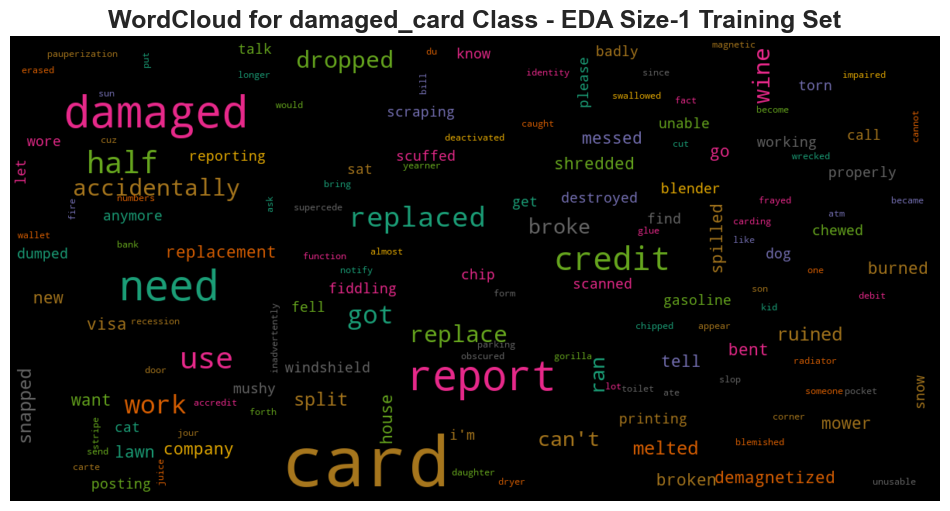 WordCloud for damaged_card Class - EDA Size-1 Training Set
pauperization put talk dropped du know badly magnetic
erased longer please since wine impaired
sun would bill identity swallowed fact torn
damaged scraping caught become cannot
wore cuz deactivated messed unable cut working call
let half reporting scuffed go wrecked
sat yearner shredded properly
accidentally bring blender
fire numbers ask get destroyed frayed became
anymore supercede replaced broke find spilled carding atm chewed
wallet glue like
dumped bank replacement almost credit dog
function notify chip scanned one burned
need fiddling form son debit
new fell gasoline kid
visa recession inadvertently got replace parking chipped appear ruined
door use windshield obscured gorilla tell bent radiator
snapped mushy report ran lot toilet ate slop someone pocket snow
want work accredit split house printing corner mower
stripe cat forth i'm
jour can't
send lawn company melted blemished
carte juice card daughter
posting dryer broken demagnetized unusable